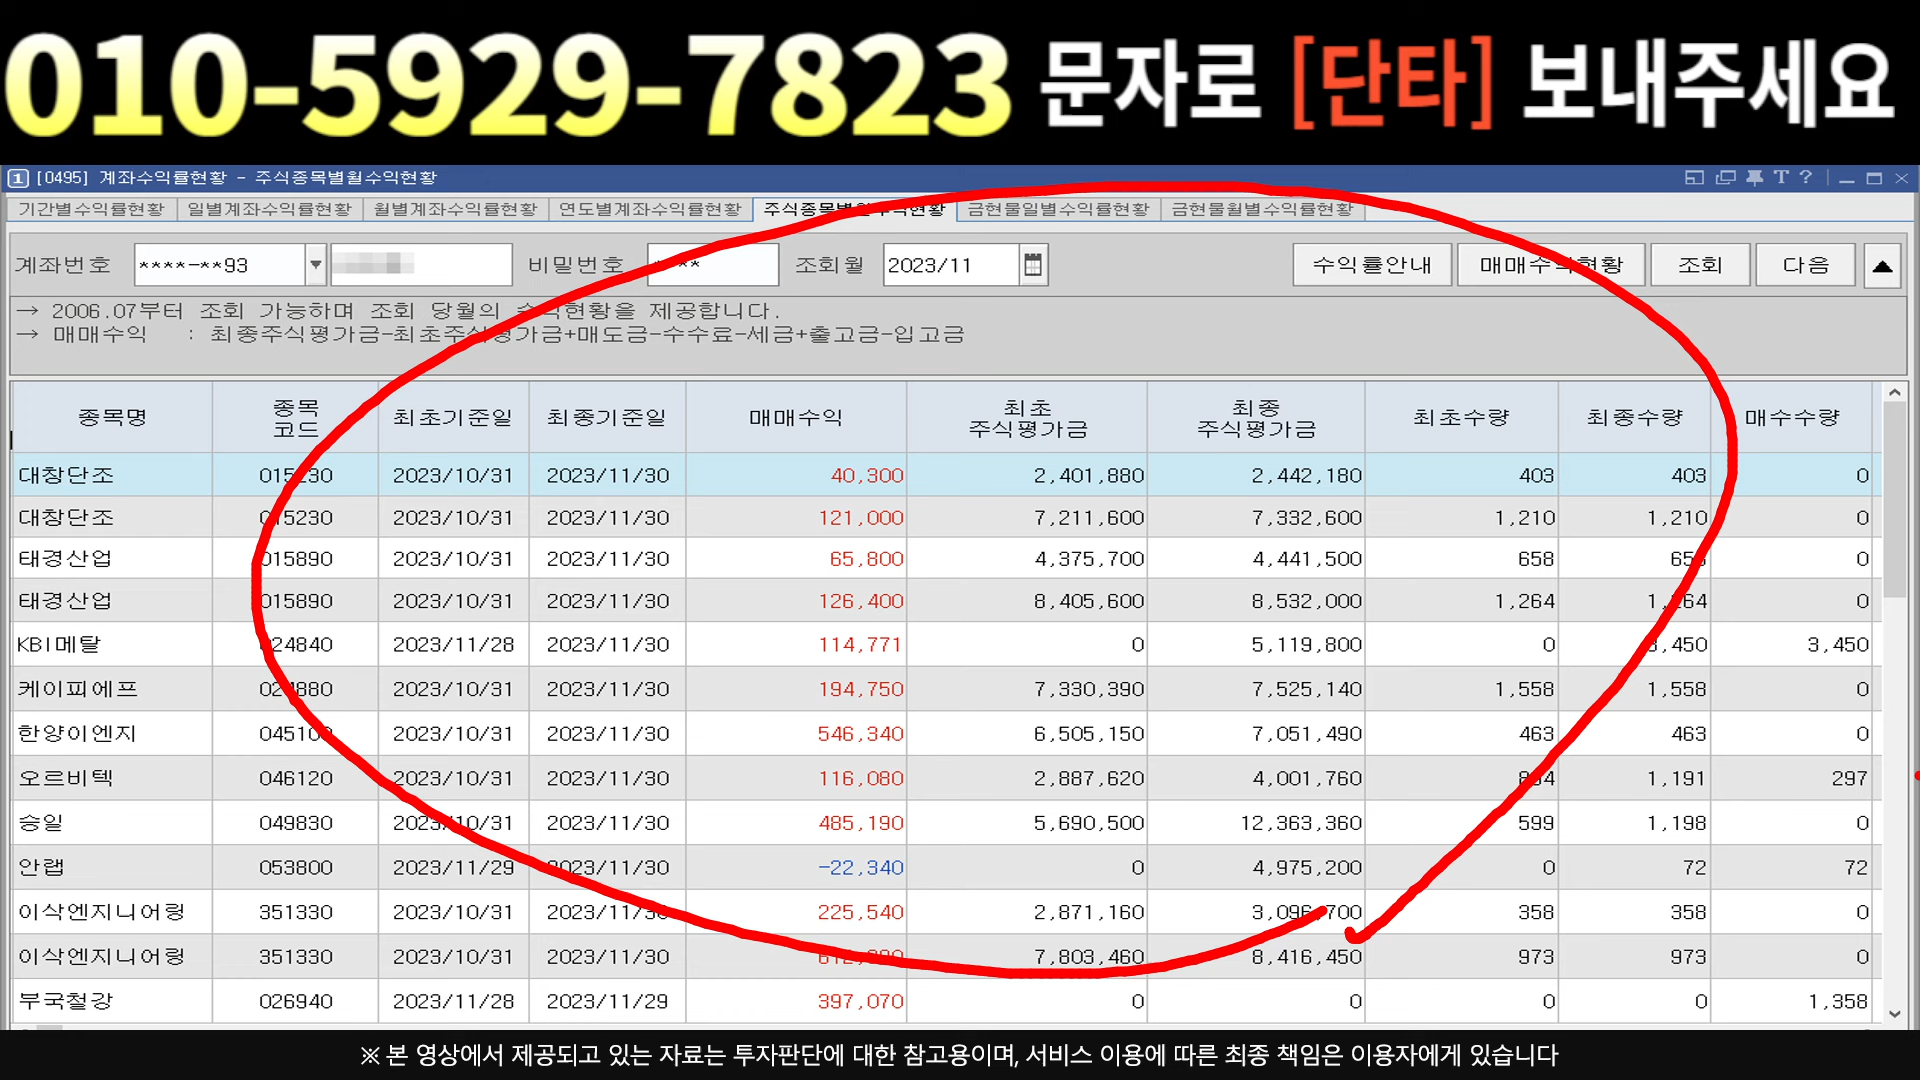 010-5929-7823 문자로 [단타] 보내주세요
1 [0495] 계좌수익률현황 - 주식종목별월수익현황
기간별수익률현황 일별계좌수익률현황 월별계좌수익률현황 연도별계좌수익률현황 주식종목별월수익현황 금현물일별수익률현황 금현물월별수익률현황
계좌번호 ****-**93 비밀번호 조회월 2023/11 수익률안내 매매수익현황 조회 다음
→ 2006.07부터 조회 가능하며 조회 당월의 수익현황을 제공합니다.
→ 매매수익 : 최종주식평가금-최초주식평가금+매도금-수수료-세금+출고금-입고금
종목명 종목코드 최초기준일 최종기준일 매매수익 최초주식평가금 최종주식평가금 최초수량 최종수량 매수수량
대창단조 015230 2023/10/31 2023/11/30 40,300 2,401,880 2,442,180 403 403 0
대창단조 015230 2023/10/31 2023/11/30 121,000 7,211,600 7,332,600 1,210 1,210 0
태경산업 015890 2023/10/31 2023/11/30 65,800 4,375,700 4,441,500 658 658 0
태경산업 015890 2023/10/31 2023/11/30 126,400 8,405,600 8,532,000 1,264 1,264 0
KBI메탈 024840 2023/11/28 2023/11/30 114,771 0 5,119,800 0 3,450 3,450
케이피에프 024880 2023/10/31 2023/11/30 194,750 7,330,390 7,525,140 1,558 1,558 0
한양이엔지 045100 2023/10/31 2023/11/30 546,340 6,505,150 7,051,490 463 463 0
오르비텍 046120 2023/10/31 2023/11/30 116,080 2,887,620 4,001,760 894 1,191 297
승일 049830 2023/10/31 2023/11/30 485,190 5,690,500 12,363,360 599 1,198 0
안랩 053800 2023/11/29 2023/11/30 -22,340 0 4,975,200 0 72 72
이삭엔지니어링 351330 2023/10/31 2023/11/30 225,540 2,871,160 3,096,700 358 358 0
이삭엔지니어링 351330 2023/10/31 2023/11/30 7,803,460 8,416,450 973 973 0
부국철강 026940 2023/11/28 2023/11/29 397,070 0 0 0 0 1,358
※ 본 영상에서 제공되고 있는 자료는 투자판단에 대한 참고용이며, 서비스 이용에 따른 최종 책임은 이용자에게 있습니다